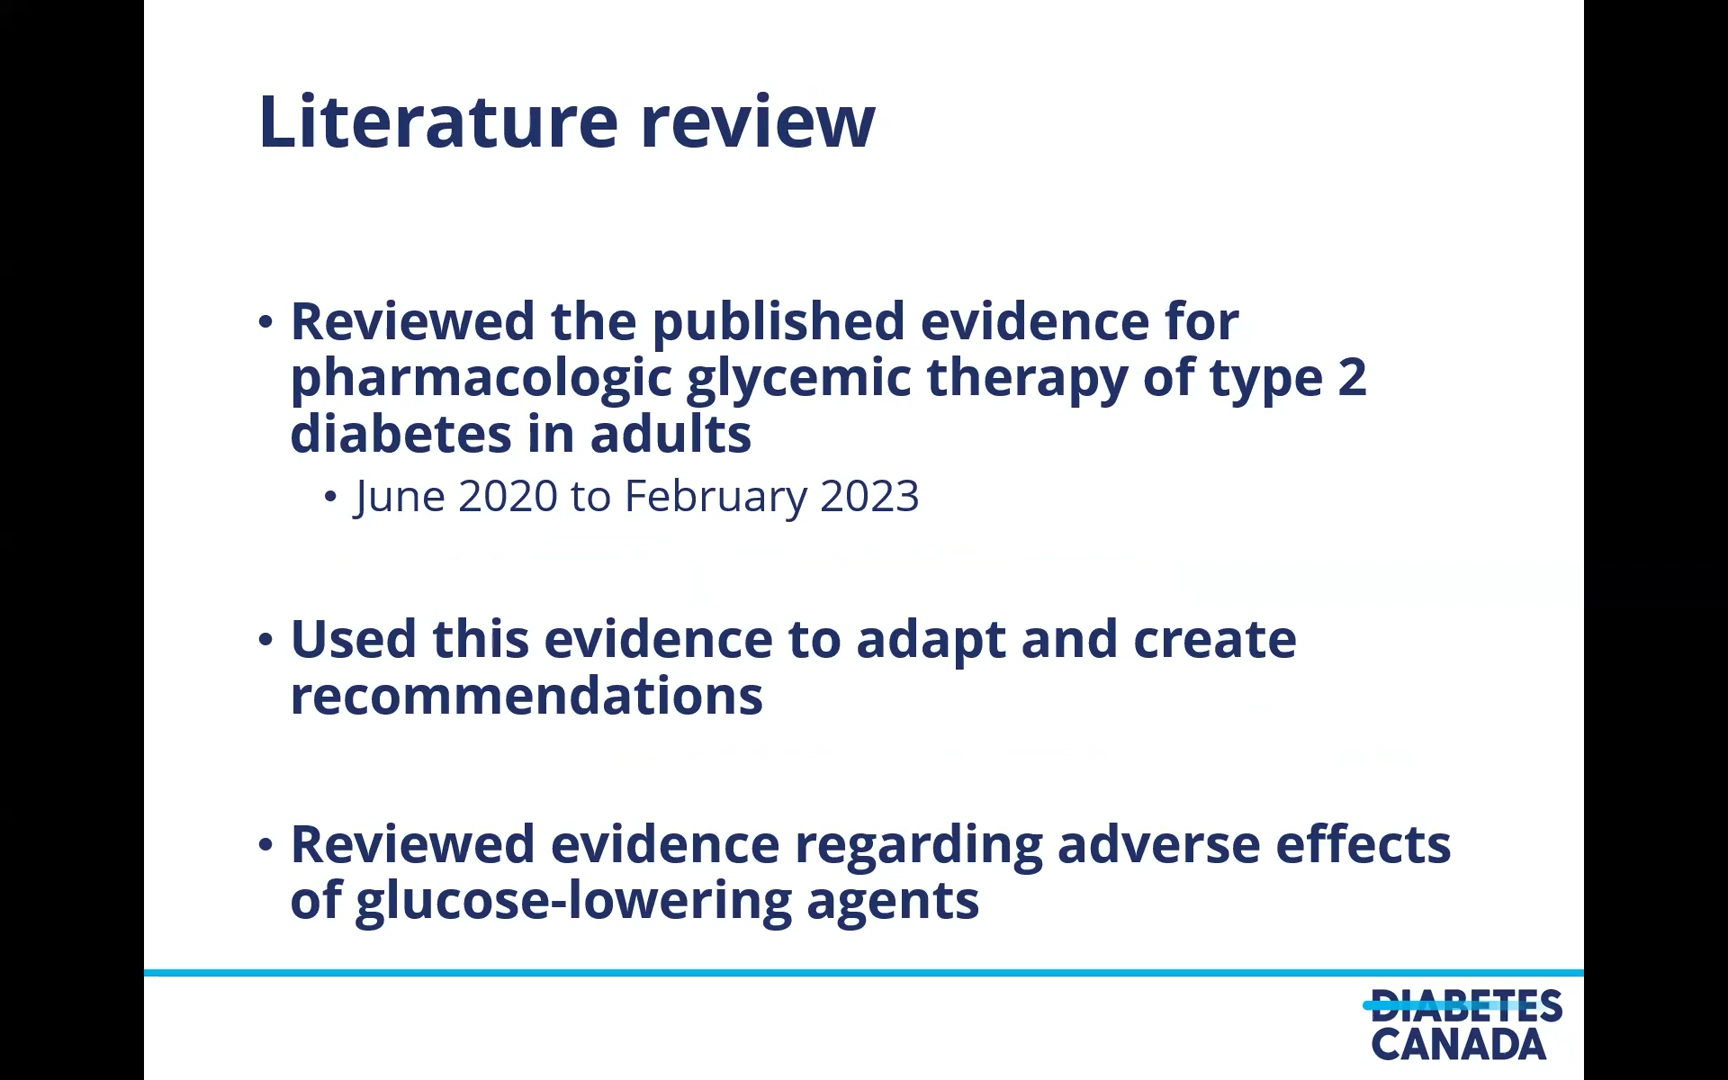 Literature review
• Reviewed the published evidence for
pharmacologic glycemic therapy of type 2
diabetes in adults
• June 2020 to February 2023
• Used this evidence to adapt and create
recommendations
• Reviewed evidence regarding adverse effects
of glucose-lowering agents
DIABETES
CANADA